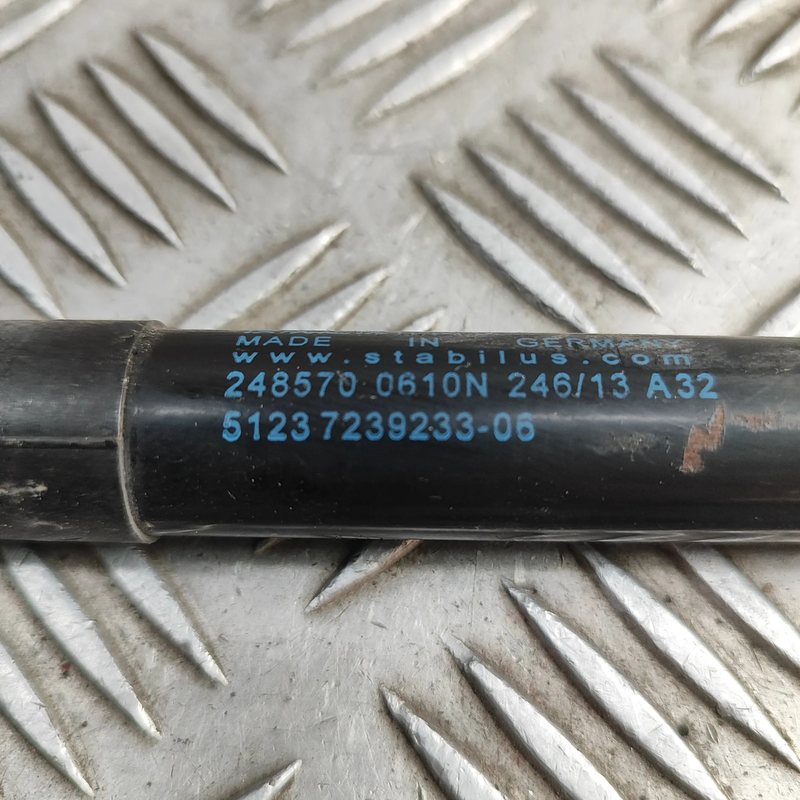 MADE IN GERMANY
www.stabilus.com
248570 0610N 246/13 A32
5123 7239233-06